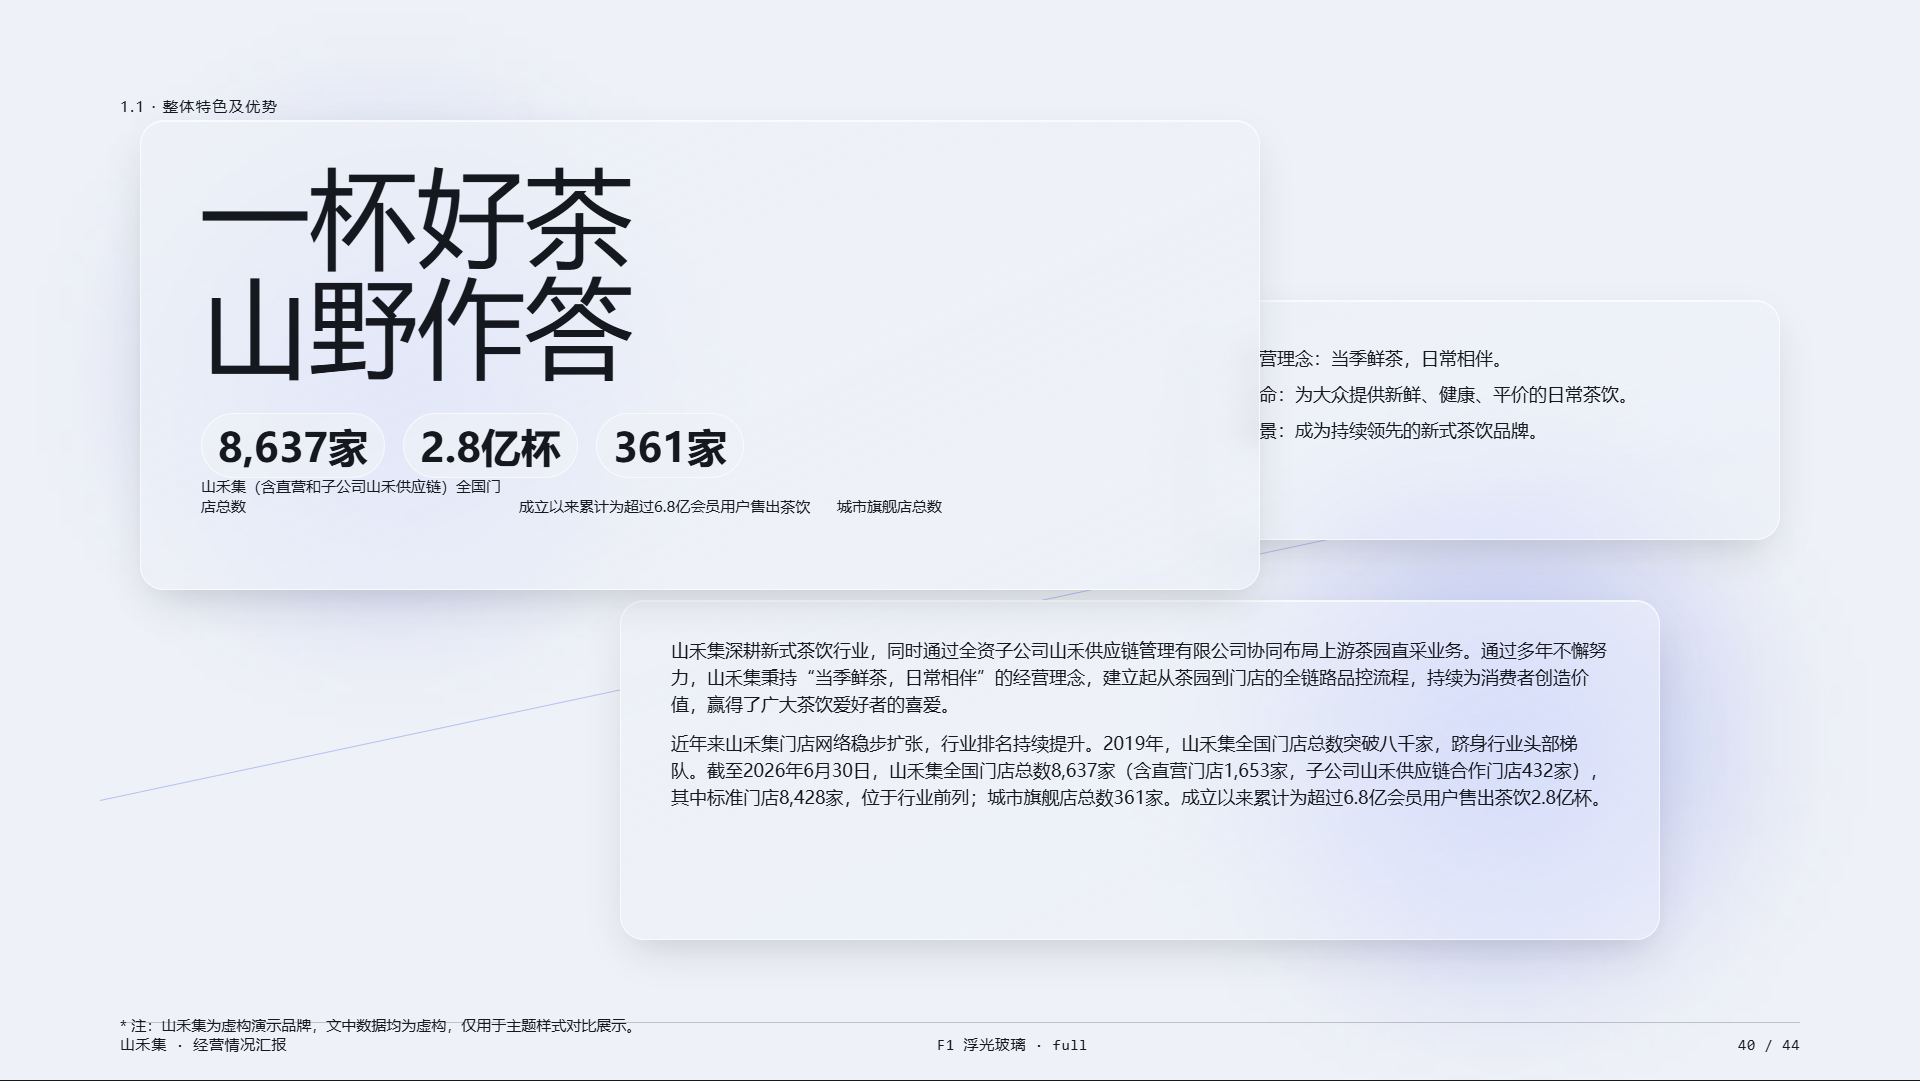 1.1 · 整体特色及优势
一杯好茶
山野作答
8,637家
2.8亿杯
361家
山禾集（含直营和子公司山禾供应链）全国门
店总数
成立以来累计为超过6.8亿会员用户售出茶饮
城市旗舰店总数
营理念：当季鲜茶，日常相伴。
命：为大众提供新鲜、健康、平价的日常茶饮。
景：成为持续领先的新式茶饮品牌。
山禾集深耕新式茶饮行业，同时通过全资子公司山禾供应链管理有限公司协同布局上游茶园直采业务。通过多年不懈努
力，山禾集秉持“当季鲜茶，日常相伴”的经营理念，建立起从茶园到门店的全链路品控流程，持续为消费者创造价
值，赢得了广大茶饮爱好者的喜爱。
近年来山禾集门店网络稳步扩张，行业排名持续提升。2019年，山禾集全国门店总数突破八千家，跻身行业头部梯
队。截至2026年6月30日，山禾集全国门店总数8,637家（含直营门店1,653家，子公司山禾供应链合作门店432家），
其中标准门店8,428家，位于行业前列；城市旗舰店总数361家。成立以来累计为超过6.8亿会员用户售出茶饮2.8亿杯。
* 注：山禾集为虚构演示品牌，文中数据均为虚构，仅用于主题样式对比展示。
山禾集 · 经营情况汇报
F1 浮光玻璃 · full
40 / 44